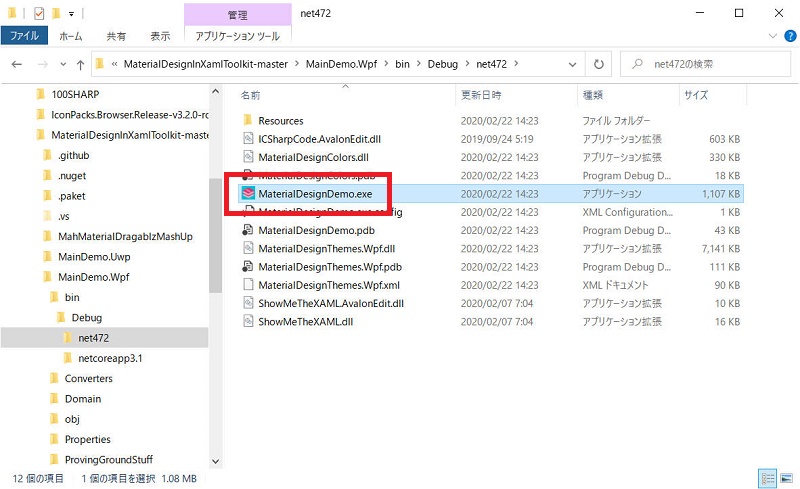 管理
net472
ファイル ホーム 共有 表示 アプリケーション ツール
« MaterialDesignInXamlToolkit-master › MainDemo.Wpf › bin › Debug › net472 ›
net472の検索
名前 更新日時 種類 サイズ
100SHARP
IconPacks.Browser.Release-v3.2.0-rc
MaterialDesignInXamlToolkit-maste
.github
.nuget
.paket
.vs
MahMaterialDragablzMashUp
MainDemo.Uwp
MainDemo.Wpf
bin
Debug
net472
netcoreapp3.1
Converters
Domain
obj
Properties
ProvingGroundStuff
Resources 2020/02/22 14:23 ファイル フォルダー
ICSharpCode.AvalonEdit.dll 2019/09/24 5:19 アプリケーション拡張 603 KB
MaterialDesignColors.dll 2020/02/22 14:23 アプリケーション拡張 330 KB
MaterialDesignColors.pdb 2020/02/22 14:23 Program Debug D... 18 KB
MaterialDesignDemo.exe 2020/02/22 14:23 アプリケーション 1,107 KB
MaterialDesignDemo.exe.config 2020/02/22 14:23 XML Configuration... 1 KB
MaterialDesignDemo.pdb 2020/02/22 14:23 Program Debug D... 43 KB
MaterialDesignThemes.Wpf.dll 2020/02/22 14:23 アプリケーション拡張 7,141 KB
MaterialDesignThemes.Wpf.pdb 2020/02/22 14:23 Program Debug D... 111 KB
MaterialDesignThemes.Wpf.xml 2020/02/22 14:23 XML ドキュメント 90 KB
ShowMeTheXAML.AvalonEdit.dll 2020/02/07 7:04 アプリケーション拡張 10 KB
ShowMeTheXAML.dll 2020/02/07 7:04 アプリケーション拡張 16 KB
12 個の項目 1 個の項目を選択 1.08 MB